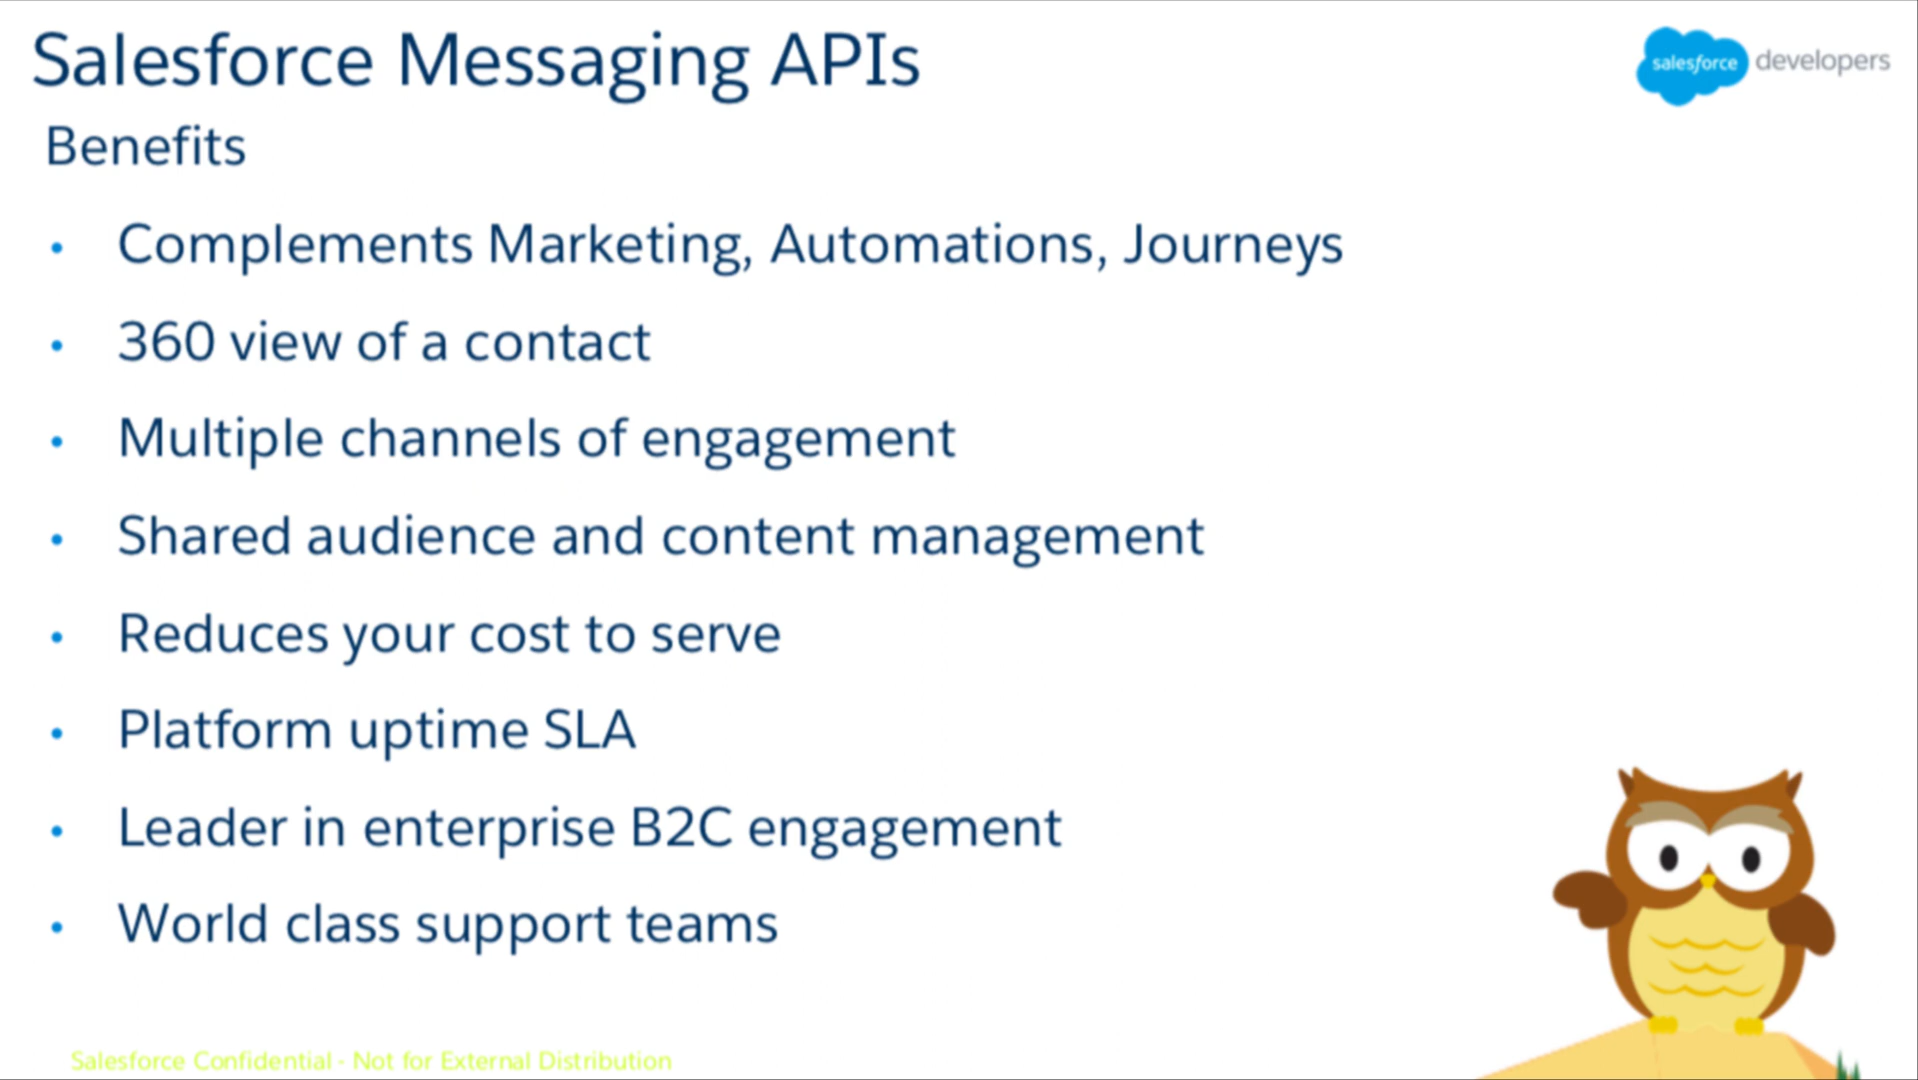 Salesforce Messaging APIs
salesforce developers
Benefits
• Complements Marketing, Automations, Journeys
• 360 view of a contact
• Multiple channels of engagement
• Shared audience and content management
• Reduces your cost to serve
• Platform uptime SLA
• Leader in enterprise B2C engagement
• World class support teams
Salesforce Confidential - Not for External Distribution